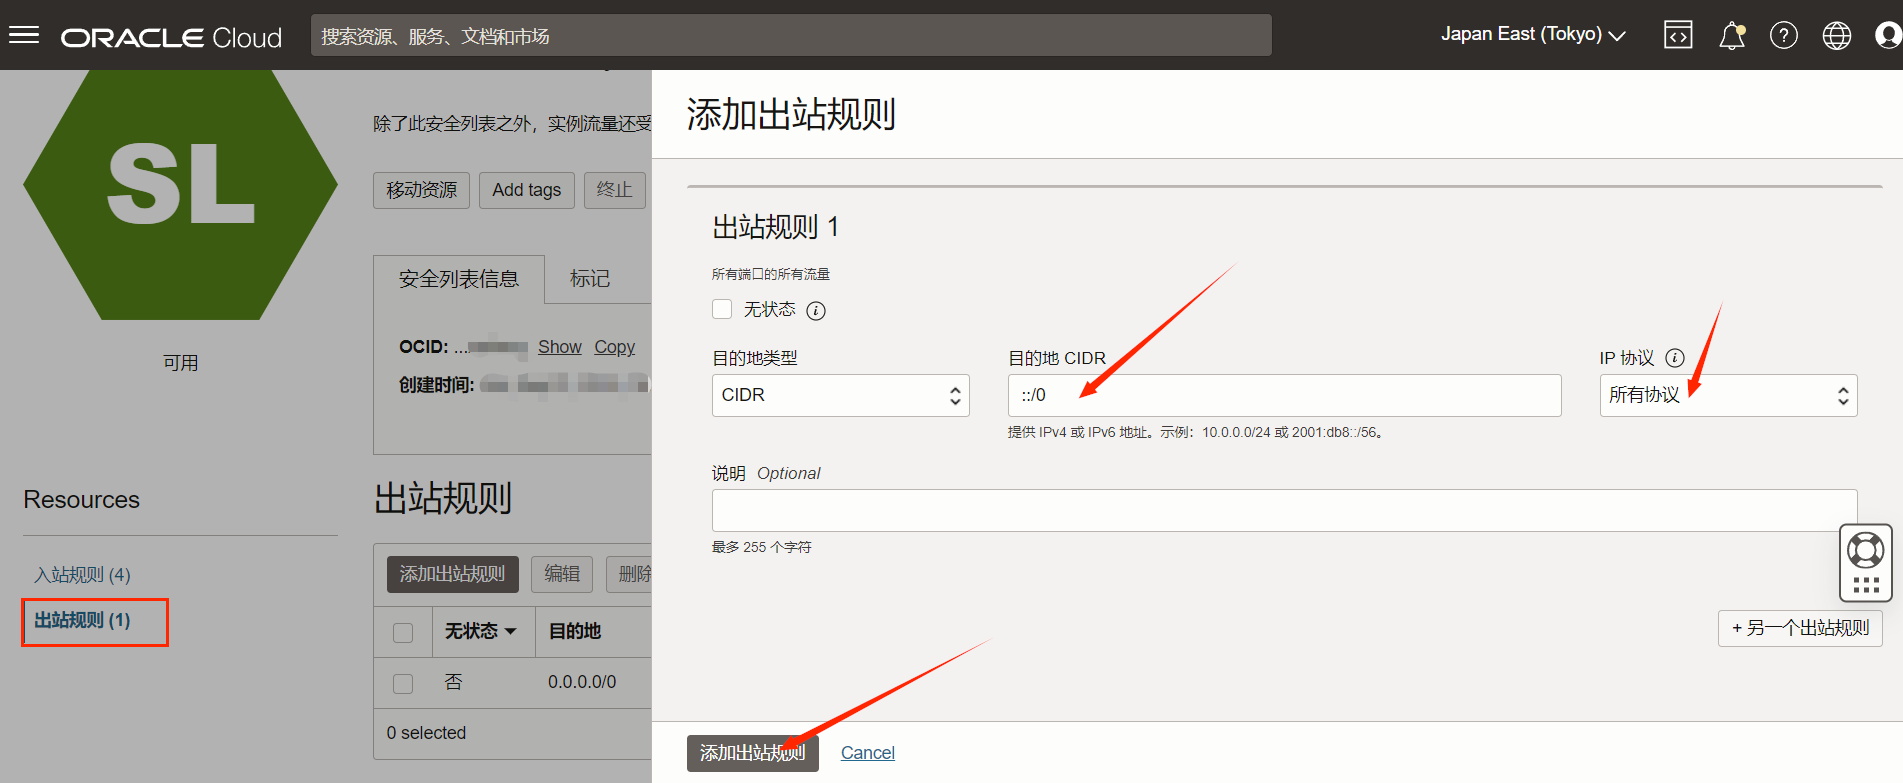 ORACLE Cloud
搜索资源、服务、文档和市场
Japan East (Tokyo)
SL
可用
除了此安全列表之外，实例流量还受
移动资源
Add tags
终止
安全列表信息
标记
OCID: ...
Show
Copy
创建时间:
Resources
入站规则 (4)
出站规则 (1)
出站规则
添加出站规则
编辑
删除
无状态
目的地
否
0.0.0.0/0
0 selected
添加出站规则
出站规则 1
所有端口的所有流量
无状态
目的地类型
CIDR
目的地 CIDR
::/0
提供 IPv4 或 IPv6 地址。示例：10.0.0.0/24 或 2001:db8::/56。
IP 协议
所有协议
说明 Optional
最多 255 个字符
+ 另一个出站规则
添加出站规则
Cancel